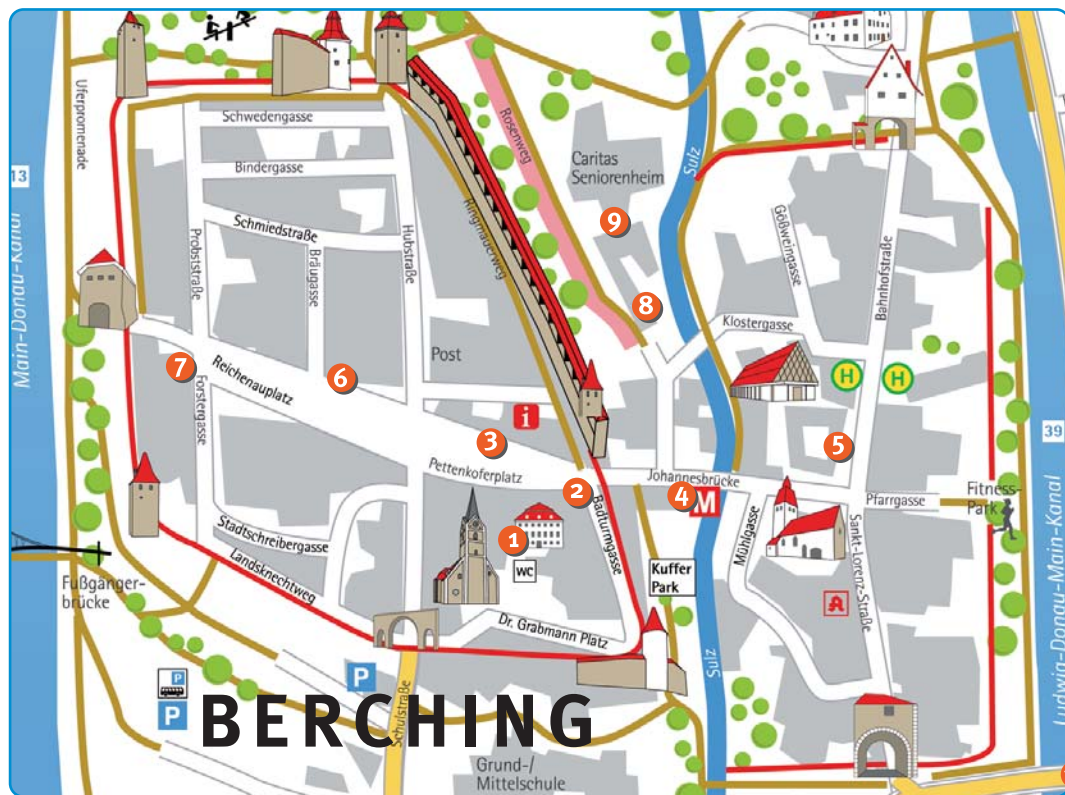 Schwedengasse
Bindergasse
Schmiedstraße
Probststraße
Bräugasse
Hubstraße
Uferpromenade
13
Main-Donau-Kanal
Ringmauerweg
Rosenweg
Caritas
Seniorenheim
Sulz
9
8
Gößweingasse
Bahnhofstraße
Klostergasse
H
H
7
Reichenauplatz
6
Post
Forstergasse
i
3
Pettenkoferplatz
2
Johannesbrücke
4
M
5
Pfarrgasse
Fitness-
Park
39
Ludwig-Donau-Main-Kanal
Stadtschreibergasse
Landsknechtweg
1
WC
Badturmgasse
Kuffer
Park
Mühlgasse
Sankt-Lorenz-Straße
A
Fußgänger-
brücke
Dr. Grabmann Platz
Sulz
P
P
P
Schulstraße
BERCHING
Grund-/
Mittelschule